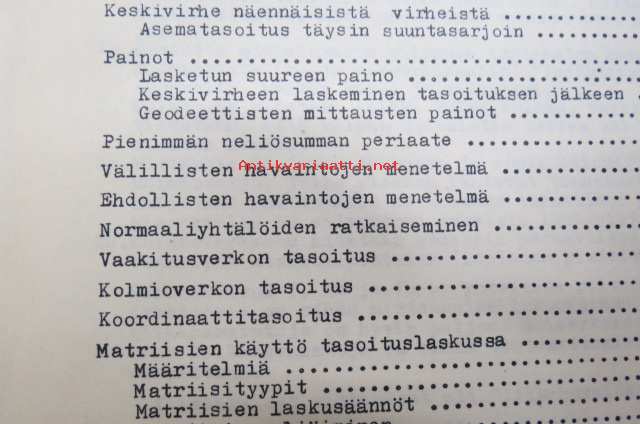 Keskivirhe näennäisistä virheistä ..........
Asematasoitus täysin suuntasarjoin ........
Painot ....................................
Lasketun suureen paino ....................
Keskivirheen laskeminen tasoituksen jälkeen .
Geodeettisten mittausten painot ...........
Pienimmän neliösumman periaate ............
Antikvariaatti.net
Välillisten havaintojen menetelmä .........
Ehdollisten havaintojen menetelmä .........
Normaaliyhtälöiden ratkaiseminen ..........
Vaakitusverkon tasoitus ...................
Kolmioverkon tasoitus .....................
Koordinaattitasoitus ......................
Matriisien käyttö tasoituslaskussa ........
Määritelmiä ...............................
Matriisityypit ............................
Matriisien laskusäännöt ...................